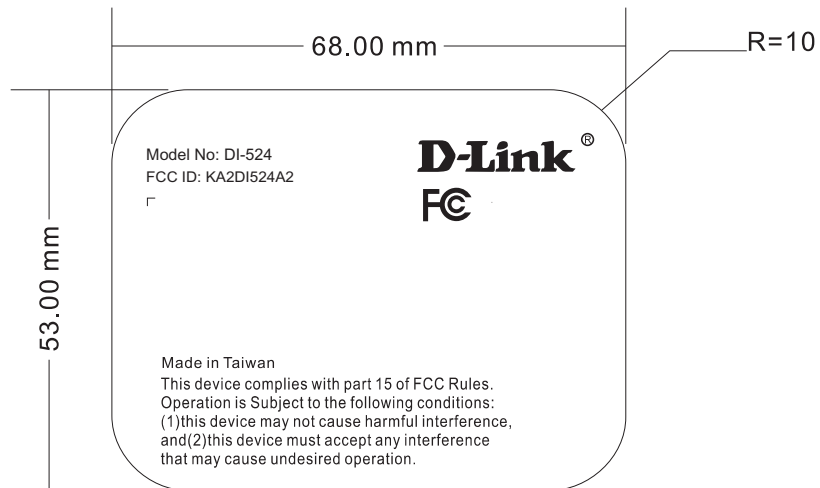 68.00 mm
R=10
Model No: DI-524
FCC ID: KA2DI524A2
D-Link ®
FC
53.00 mm
Made in Taiwan
This device complies with part 15 of FCC Rules.
Operation is Subject to the following conditions:
(1)this device may not cause harmful interference,
and(2)this device must accept any interference
that may cause undesired operation.